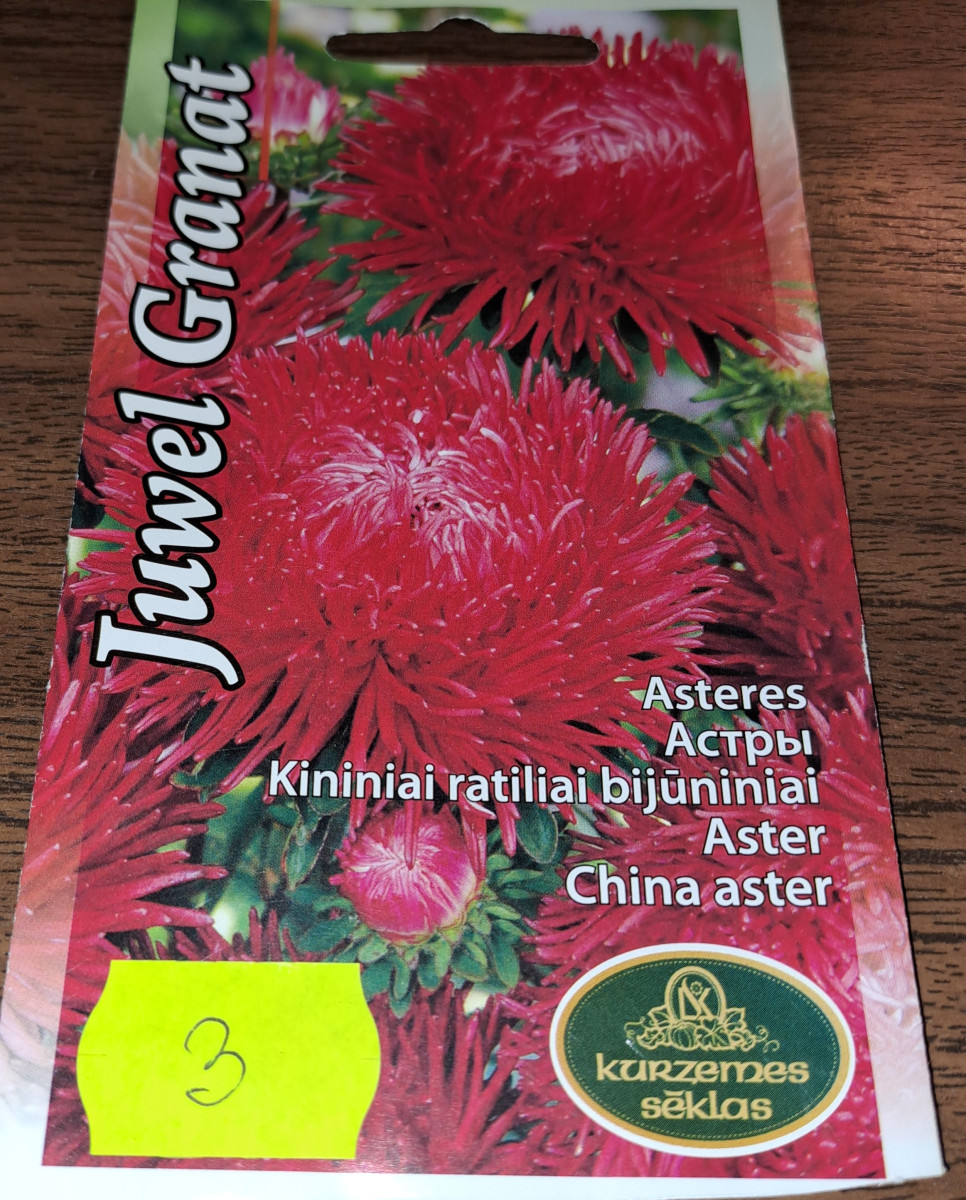 Juwel Granat
Asteres
Астры
Kininiai ratiliai bijūniniai
Aster
China aster
3
kurzemes
sēklas